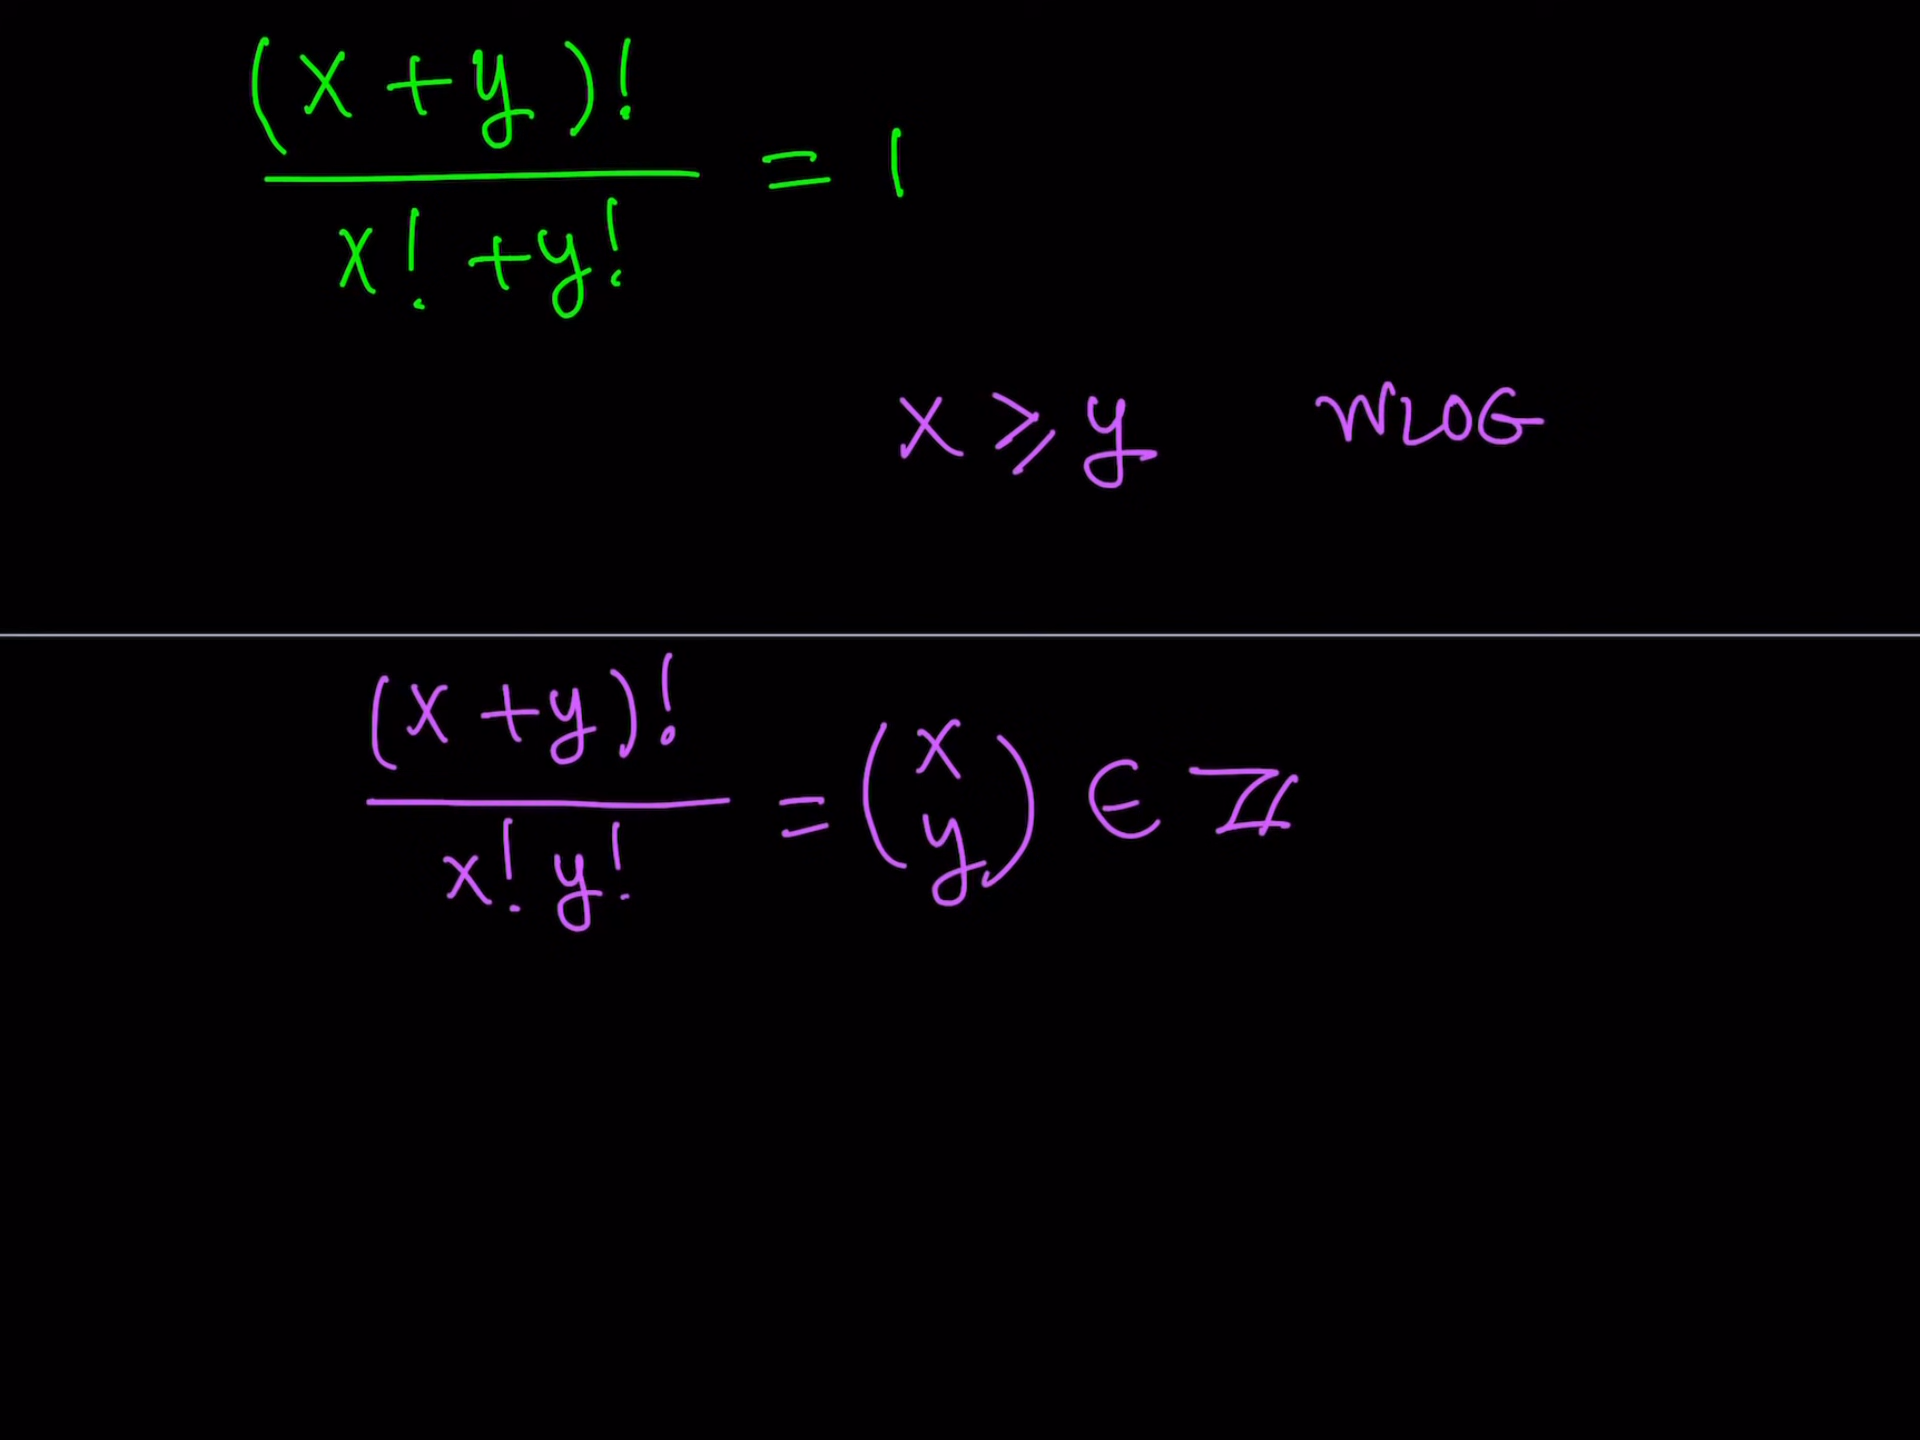 (x + y)! / (x! + y!) = 1
x ⩾ y WLOG
(x + y)! / (x! y!) = (x y) ∈ ℤ